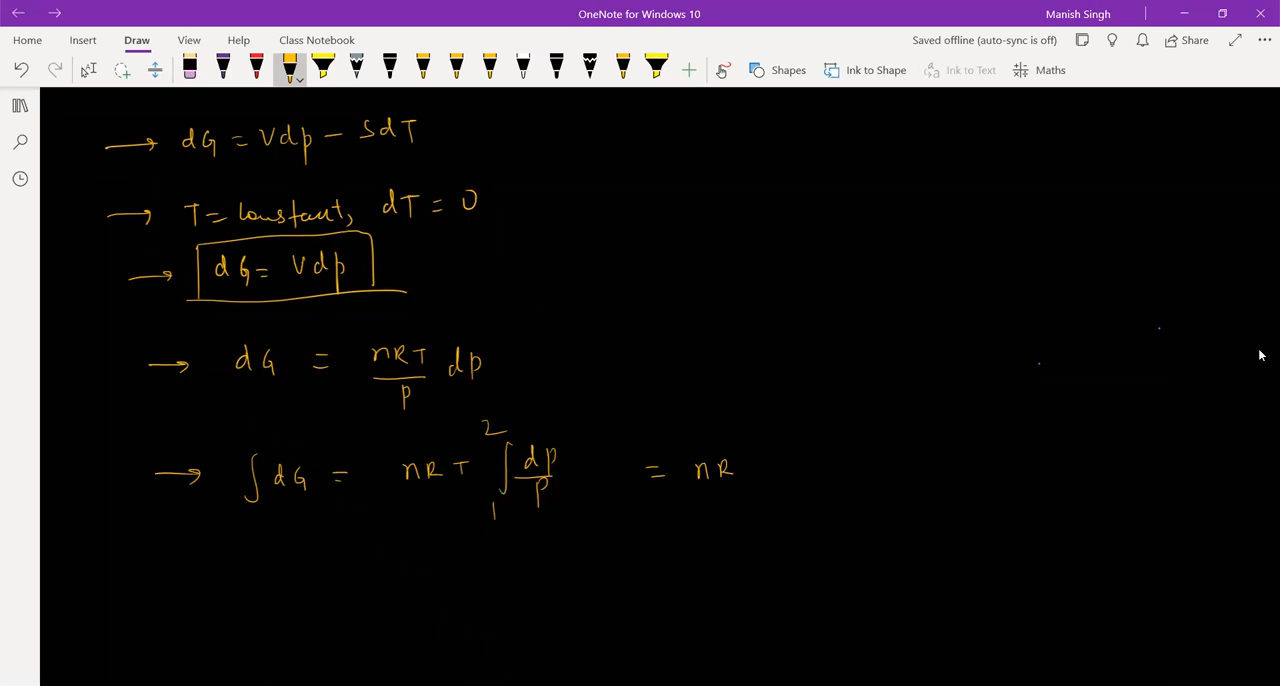 OneNote for Windows 10
Manish Singh
Home Insert Draw View Help Class Notebook
Saved offline (auto-sync is off)
Share
Shapes
Ink to Shape
Ink to Text
Maths
→ dG = Vdp - SdT
→ T = Constant, dT = 0
→ dG = Vdp
→ dG = nRT/P dp
→ ∫ dG = nRT ∫₁² dp/P = nR